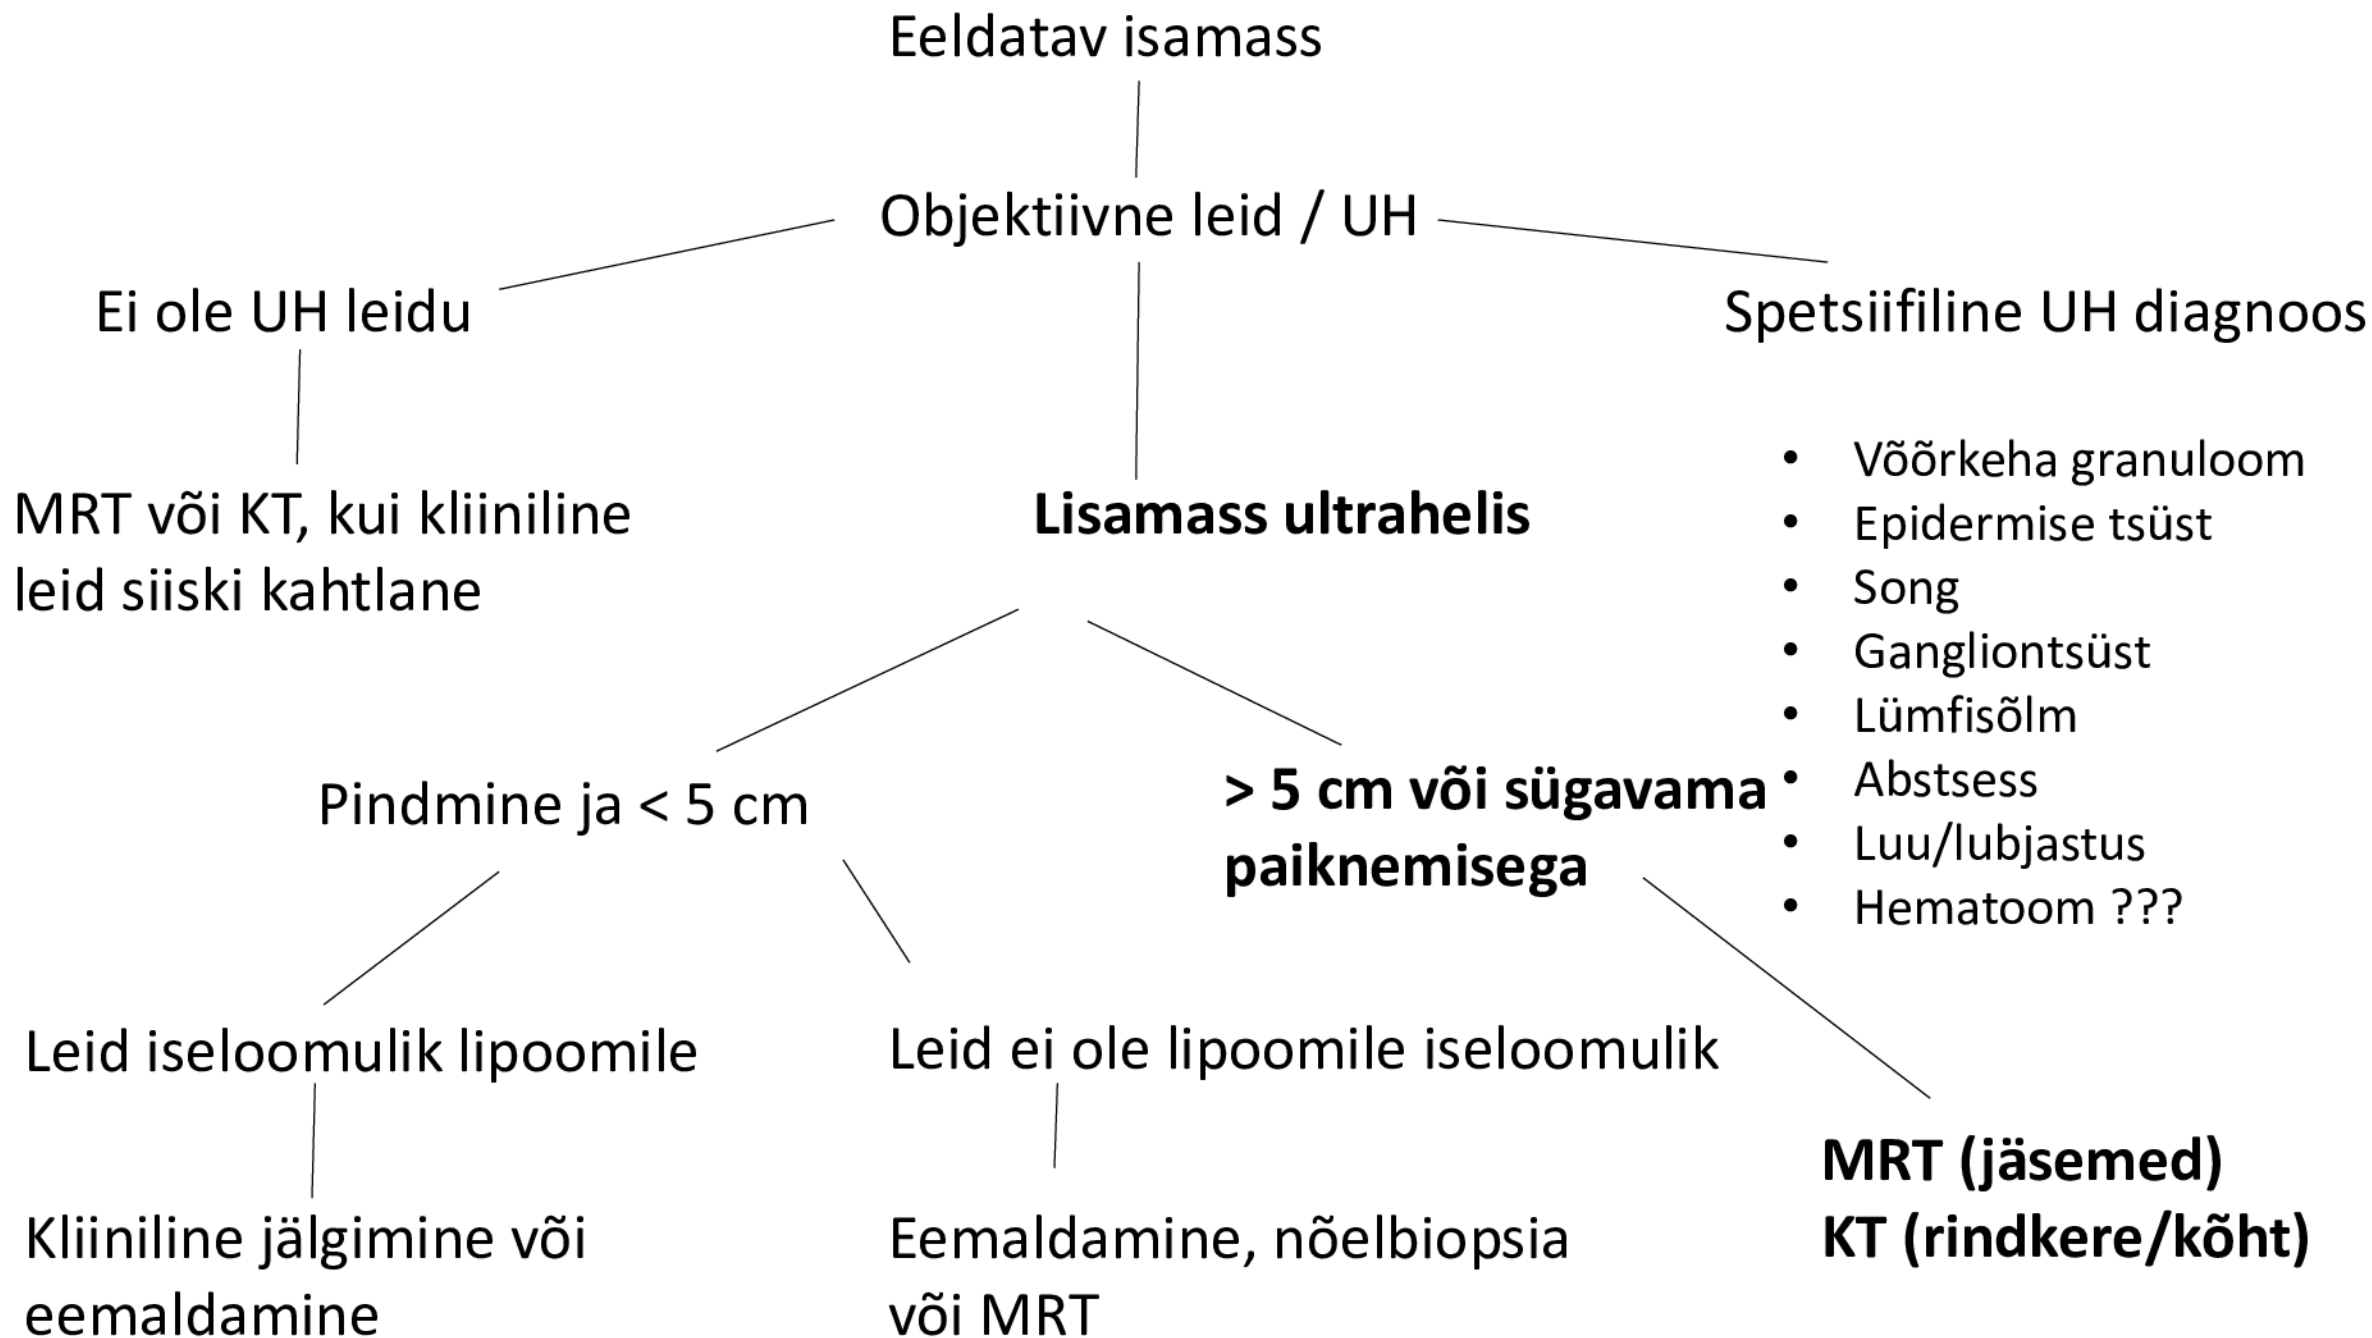 Eeldatav isamass
Objektiivne leid / UH
Ei ole UH leidu
Spetsiifiline UH diagnoos
MRT või KT, kui kliiniline
leid siiski kahtlane
Lisamass ultrahelis
• Võõrkeha granuloom
• Epidermise tsüst
• Song
• Gangliontsüst
• Lümfisõlm
• Abstsess
• Luu/lubjastus
• Hematoom ???
Pindmine ja < 5 cm
> 5 cm või sügavama
paiknemisega
Leid iseloomulik lipoomile
Leid ei ole lipoomile iseloomulik
MRT (jäsemed)
KT (rindkere/kõht)
Kliiniline jälgimine või
eemaldamine
Eemaldamine, nõelbiopsia
või MRT